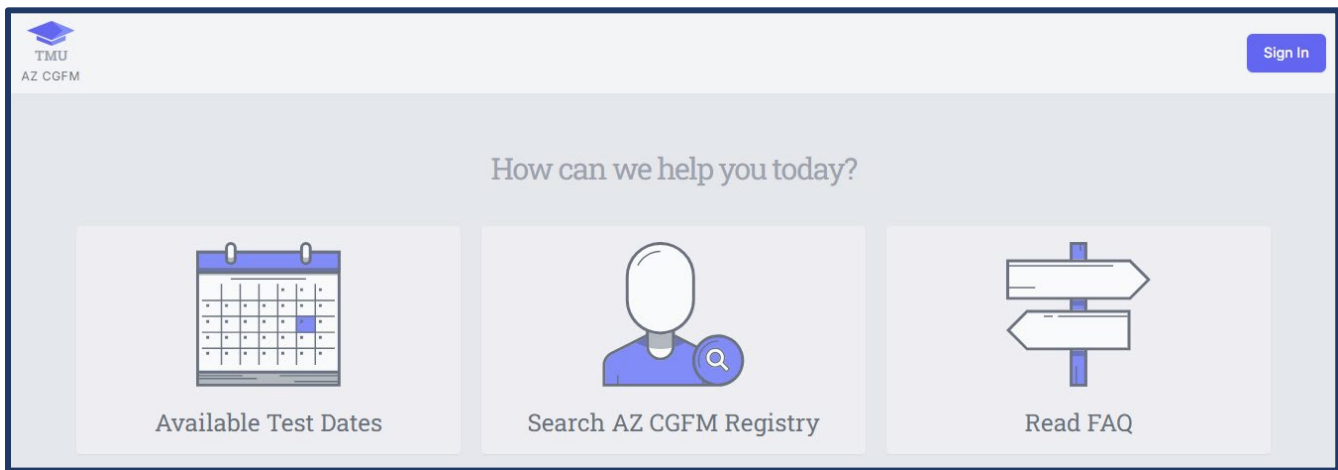 TMU
AZ CGFM
Sign In
How can we help you today?
Available Test Dates
Search AZ CGFM Registry
Read FAQ